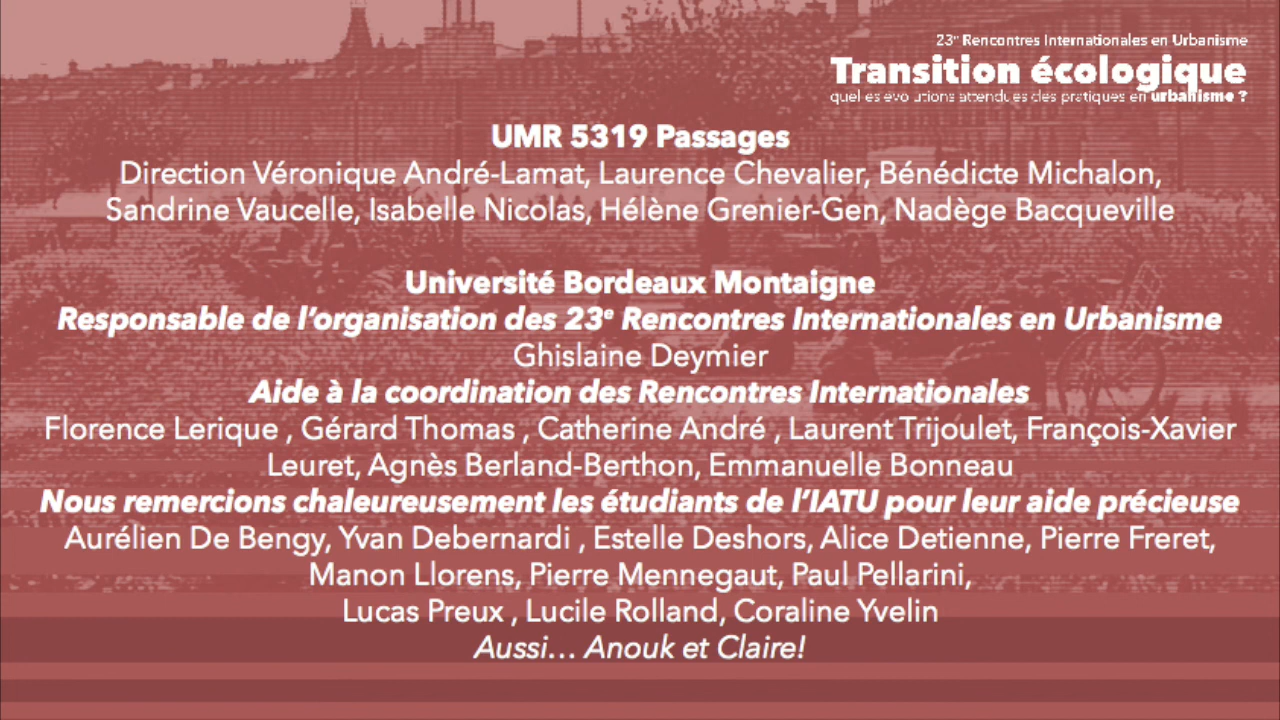 23es Rencontres Internationales en Urbanisme
Transition écologique
quelles évolutions attendues des pratiques en urbanisme ?
UMR 5319 Passages
Direction Véronique André-Lamat, Laurence Chevalier, Bénédicte Michalon,
Sandrine Vaucelle, Isabelle Nicolas, Hélène Grenier-Gen, Nadège Bacqueville
Université Bordeaux Montaigne
Responsable de l’organisation des 23e Rencontres Internationales en Urbanisme
Ghislaine Deymier
Aide à la coordination des Rencontres Internationales
Florence Lerique , Gérard Thomas , Catherine André , Laurent Trijoulet, François-Xavier
Leuret, Agnès Berland-Berthon, Emmanuelle Bonneau
Nous remercions chaleureusement les étudiants de l’IATU pour leur aide précieuse
Aurélien De Bengy, Yvan Debernardi , Estelle Deshors, Alice Detienne, Pierre Freret,
Manon Llorens, Pierre Mennegaut, Paul Pellarini,
Lucas Preux , Lucile Rolland, Coraline Yvelin
Aussi… Anouk et Claire!